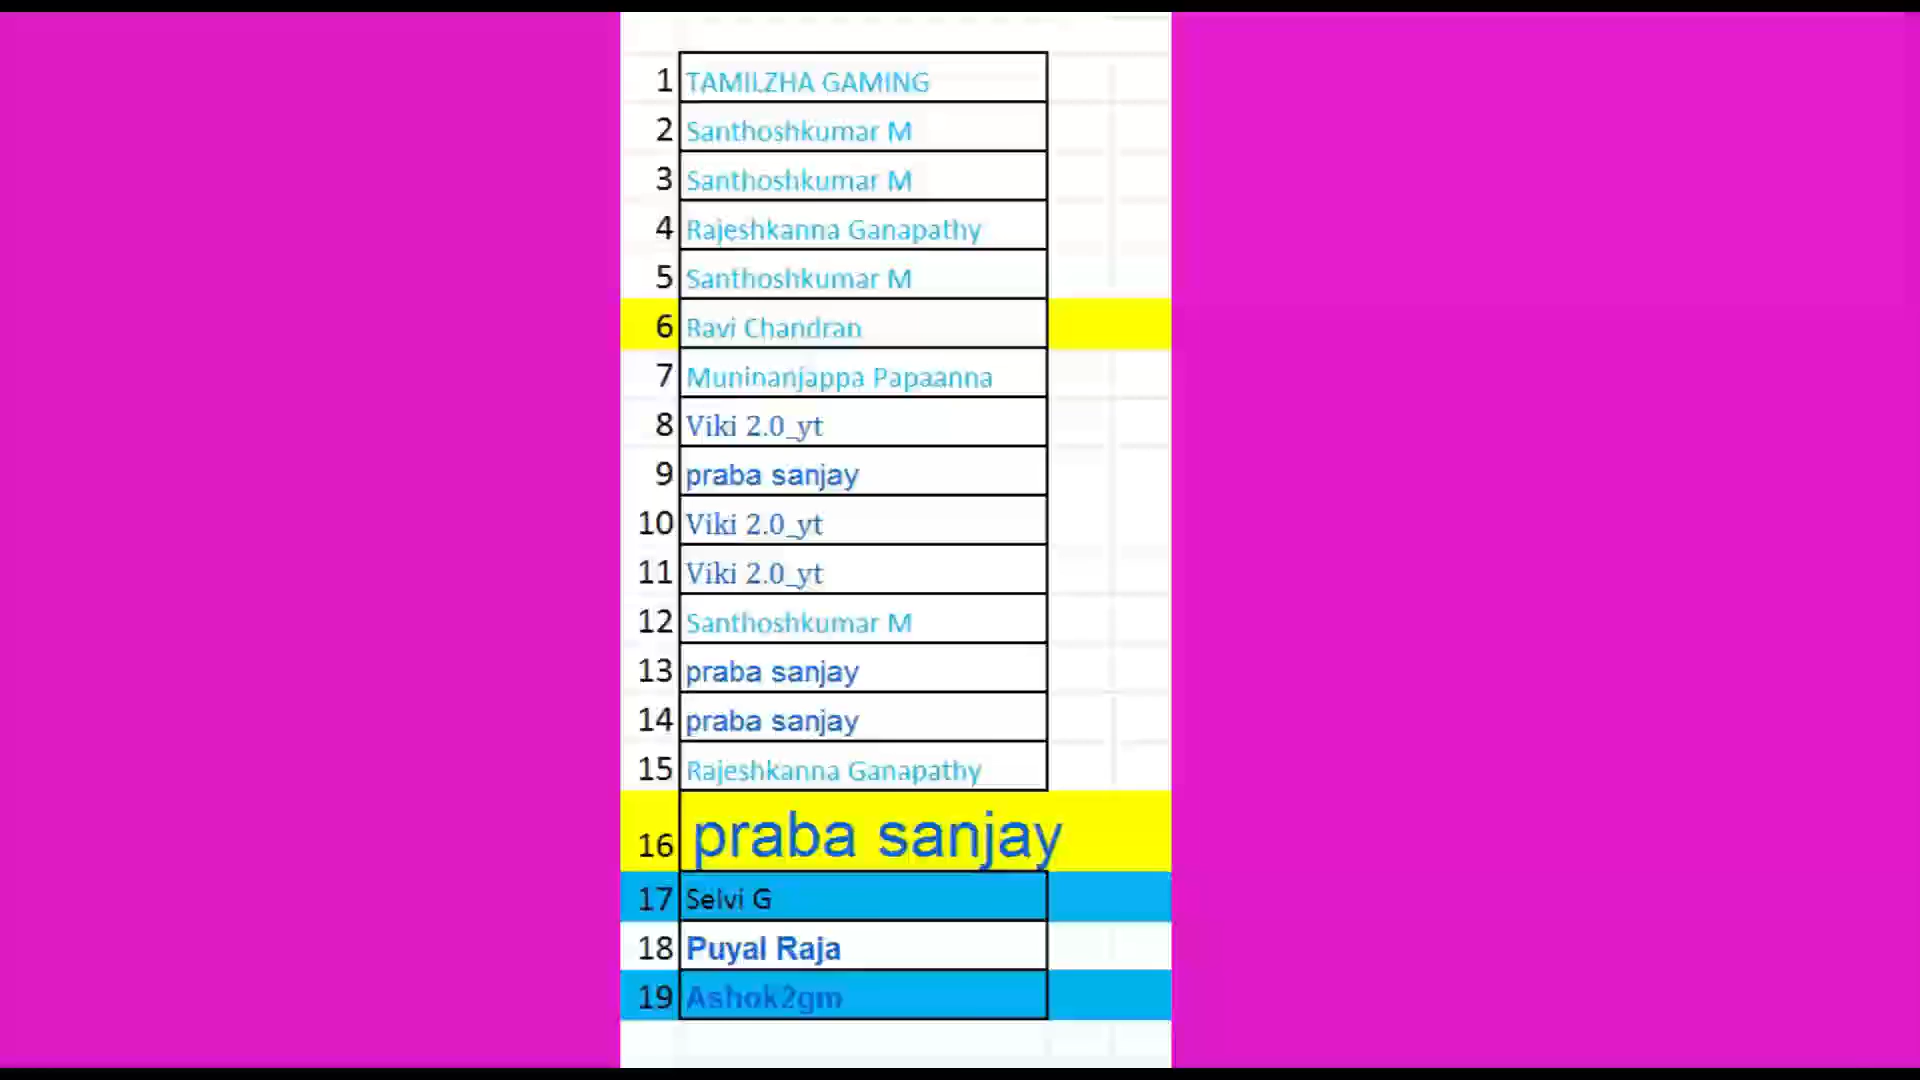 1 TAMILZHA GAMING
2 Santhoshkumar M
3 Santhoshkumar M
4 Rajeshkanna Ganapathy
5 Santhoshkumar M
6 Ravi Chandran
7 Muninanjappa Papaanna
8 Viki 2.0_yt
9 praba sanjay
10 Viki 2.0_yt
11 Viki 2.0_yt
12 Santhoshkumar M
13 praba sanjay
14 praba sanjay
15 Rajeshkanna Ganapathy
16 praba sanjay
17 Selvi G
18 Puyal Raja
19 Ashok2gm